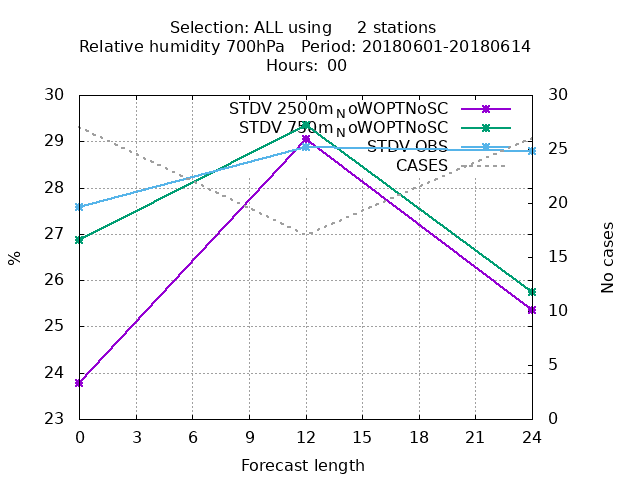 Selection: ALL using 2 stations
Relative humidity 700hPa Period: 20180601-20180614
Hours: 00
STDV 2500m_NoWOPTNoSC
STDV 750m_NoWOPTNoSC
STDV OBS
CASES
30
29
28
27
26
25
24
23
%
30
25
20
15
10
5
0
No cases
0 3 6 9 12 15 18 21 24
Forecast length